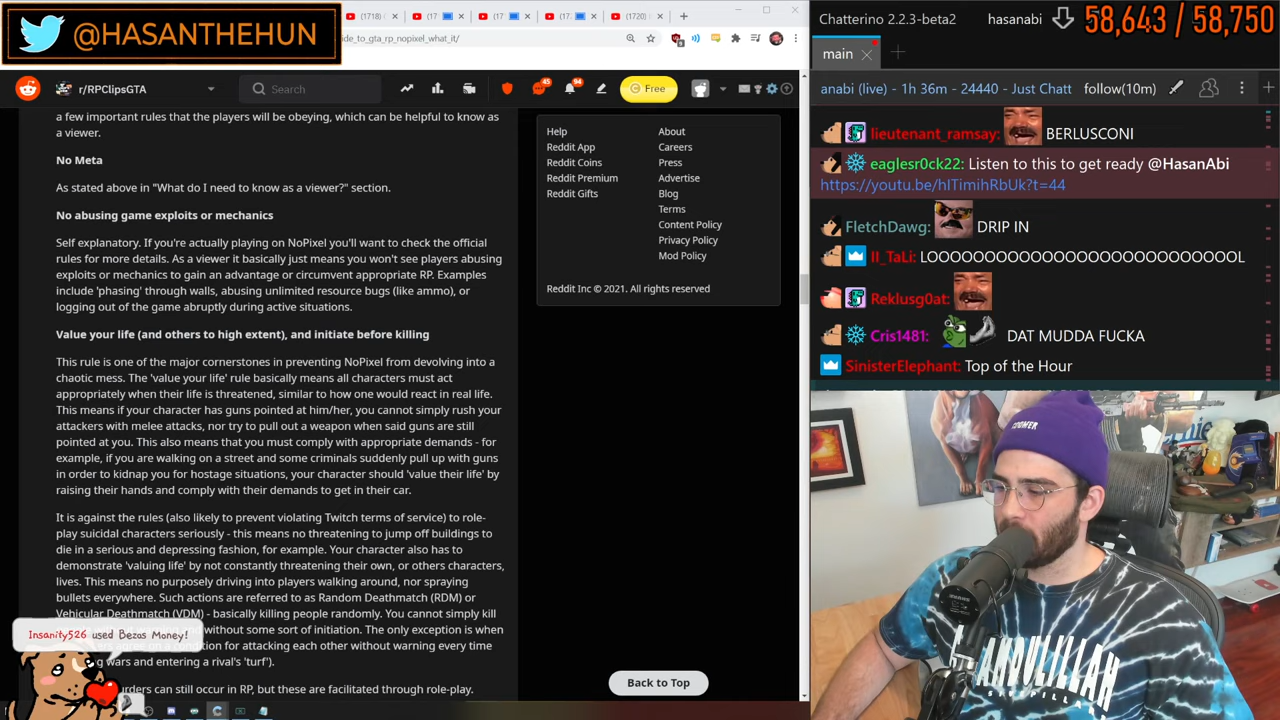 @HASANTHEHUN
(1718)
(17
(17
(17
(1720)
ide_to_gta_rp_nopixel_what_it/
r/RPClipsGTA
Search
45
94
Free
a few important rules that the players will be obeying, which can be helpful to know as
a viewer.
No Meta
As stated above in "What do I need to know as a viewer?" section.
No abusing game exploits or mechanics
Self explanatory. If you're actually playing on NoPixel you'll want to check the official
rules for more details. As a viewer it basically just means you won't see players abusing
exploits or mechanics to gain an advantage or circumvent appropriate RP. Examples
include 'phasing' through walls, abusing unlimited resource bugs (like ammo), or
logging out of the game abruptly during active situations.
Value your life (and others to high extent), and initiate before killing
This rule is one of the major cornerstones in preventing NoPixel from devolving into a
chaotic mess. The 'value your life' rule basically means all characters must act
appropriately when their life is threatened, similar to how one would react in real life.
This means if your character has guns pointed at him/her, you cannot simply rush your
attackers with melee attacks, nor try to pull out a weapon when said guns are still
pointed at you. This also means that you must comply with appropriate demands - for
example, if you are walking on a street and some criminals suddenly pull up with guns
in order to kidnap you for hostage situations, your character should 'value their life' by
raising their hands and comply with their demands to get in their car.
It is against the rules (also likely to prevent violating Twitch terms of service) to role-
play suicidal characters seriously - this means no threatening to jump off buildings to
die in a serious and depressing fashion, for example. Your character also has to
demonstrate 'valuing life' by not constantly threatening their own, or others characters,
lives. This means no purposely driving into players walking around, nor spraying
bullets everywhere. Such actions are referred to as Random Deathmatch (RDM) or
Vehicular Deathmatch (VDM) - basically killing people randomly. You cannot simply kill
without some sort of initiation. The only exception is when
condition for attacking each other without warning every time
wars and entering a rival's 'turf').
urders can still occur in RP, but these are facilitated through role-play.
Insanity526 used Bezos Money!
Help
Reddit App
Reddit Coins
Reddit Premium
Reddit Gifts
About
Careers
Press
Advertise
Blog
Terms
Content Policy
Privacy Policy
Mod Policy
Reddit Inc © 2021. All rights reserved
Back to Top
Chatterino 2.2.3-beta2
hasanabi
58,643 / 58,750
main
anabi (live) - 1h 36m - 24440 - Just Chatt
follow(10m)
lieutenant_ramsay: BERLUSCONI
eaglesr0ck22: Listen to this to get ready @HasanAbi
https://youtu.be/hITimihRbUk?t=44
FletchDawg: DRIP IN
II_TaLi: LOOOOOOOOOOOOOOOOOOOOOOOOOOL
Reklusg0at:
Cris1481: DAT MUDDA FUCKA
SinisterElephant: Top of the Hour